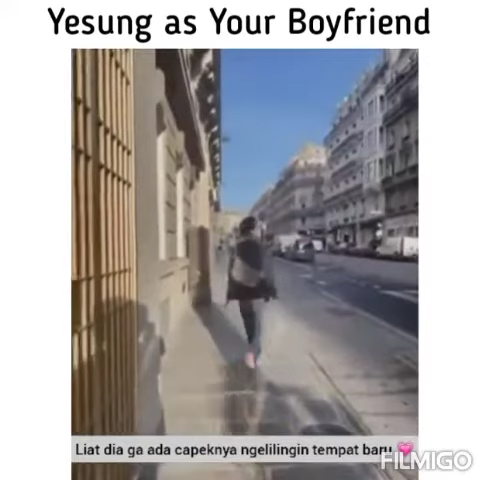 Yesung as Your Boyfriend
Liat dia ga ada capeknya ngelilingin tempat baru 💗
FILMIGO